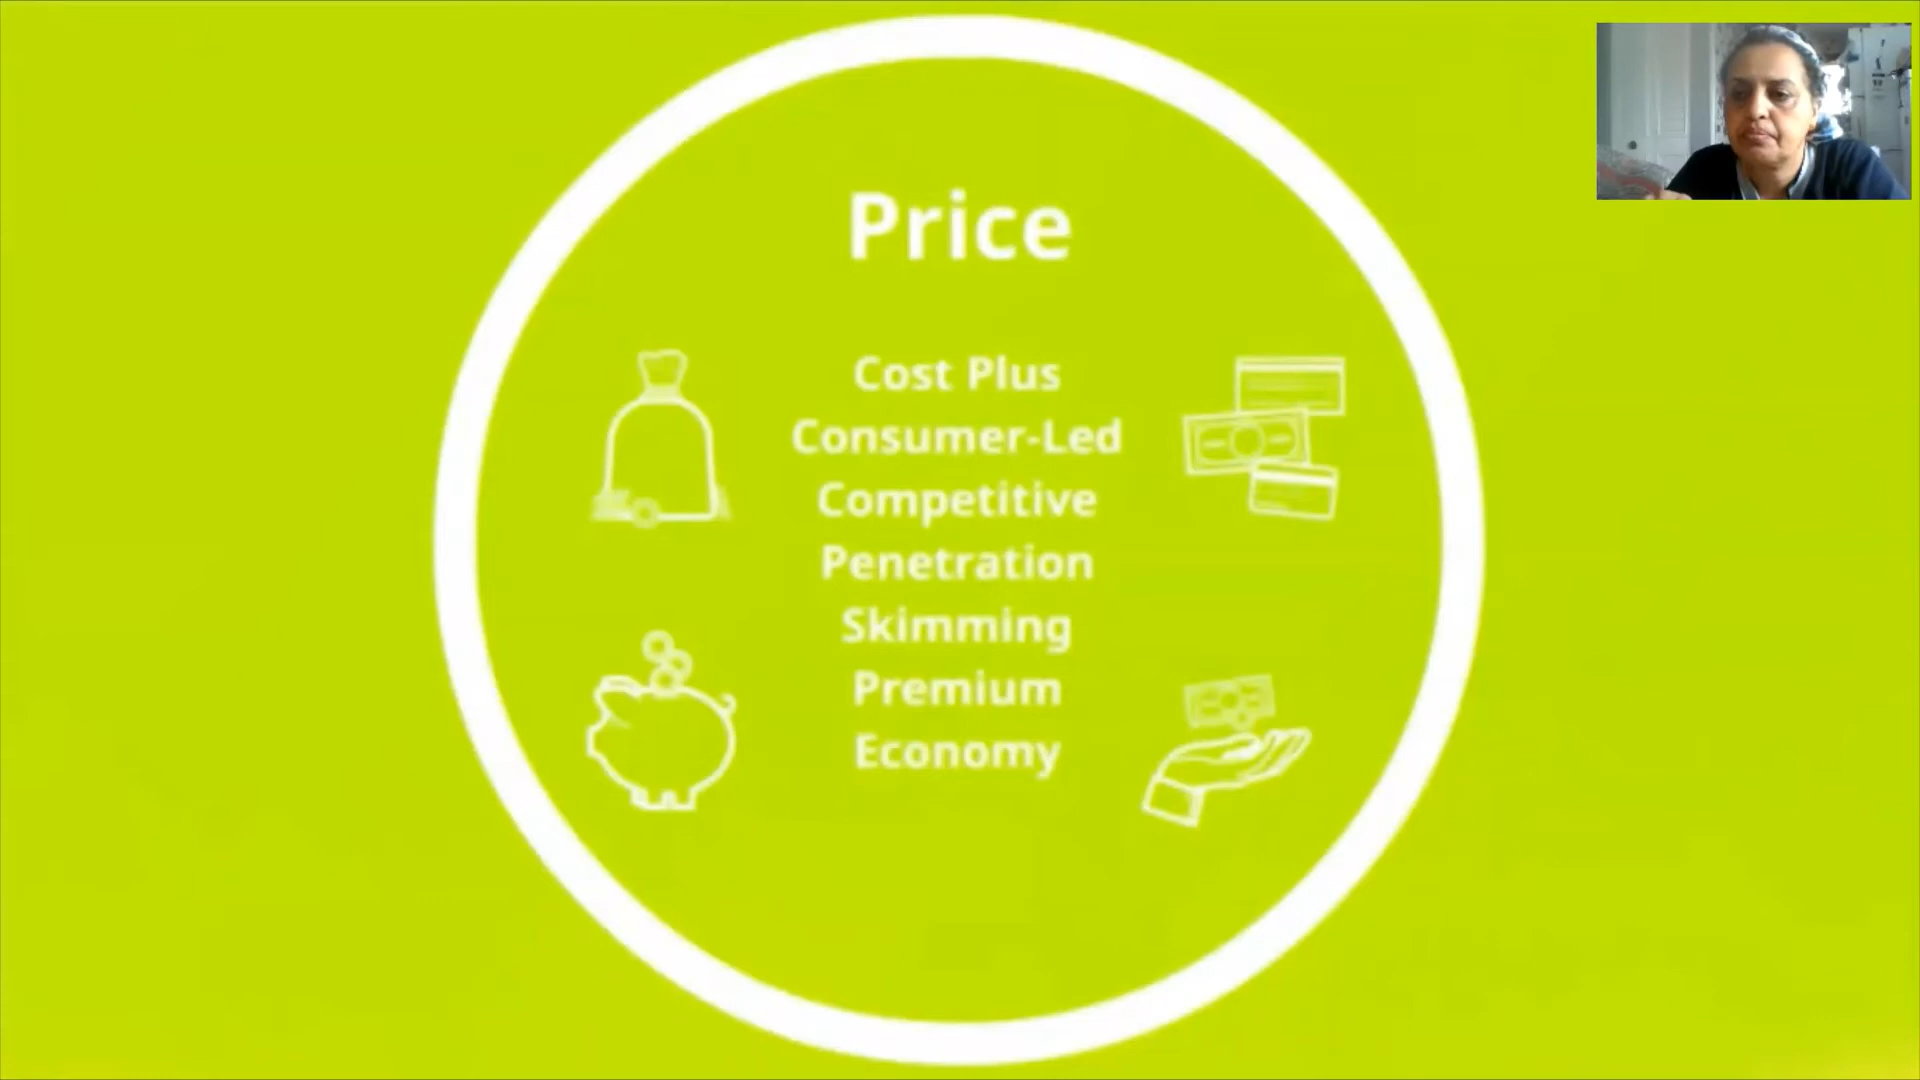 Price
Cost Plus
Consumer-Led
Competitive
Penetration
Skimming
Premium
Economy